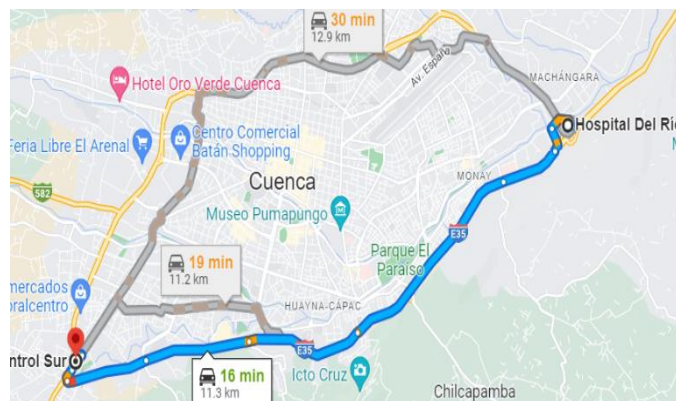 30 min
12.9 km
Av. España
MACHÁNGARA
Hotel Oro Verde Cuenca
Hospital Del Rí
Feria Libre El Arenal
Centro Comercial
Batán Shopping
MONAY
Cuenca
582
Museo Pumapungo
E35
Parque El
Paraíso
19 min
11.2 km
mercados
oralcentro
HUAYNA-CÁPAC
ntrol Sur
E35
16 min
11.3 km
Icto Cruz
Chilcapamba